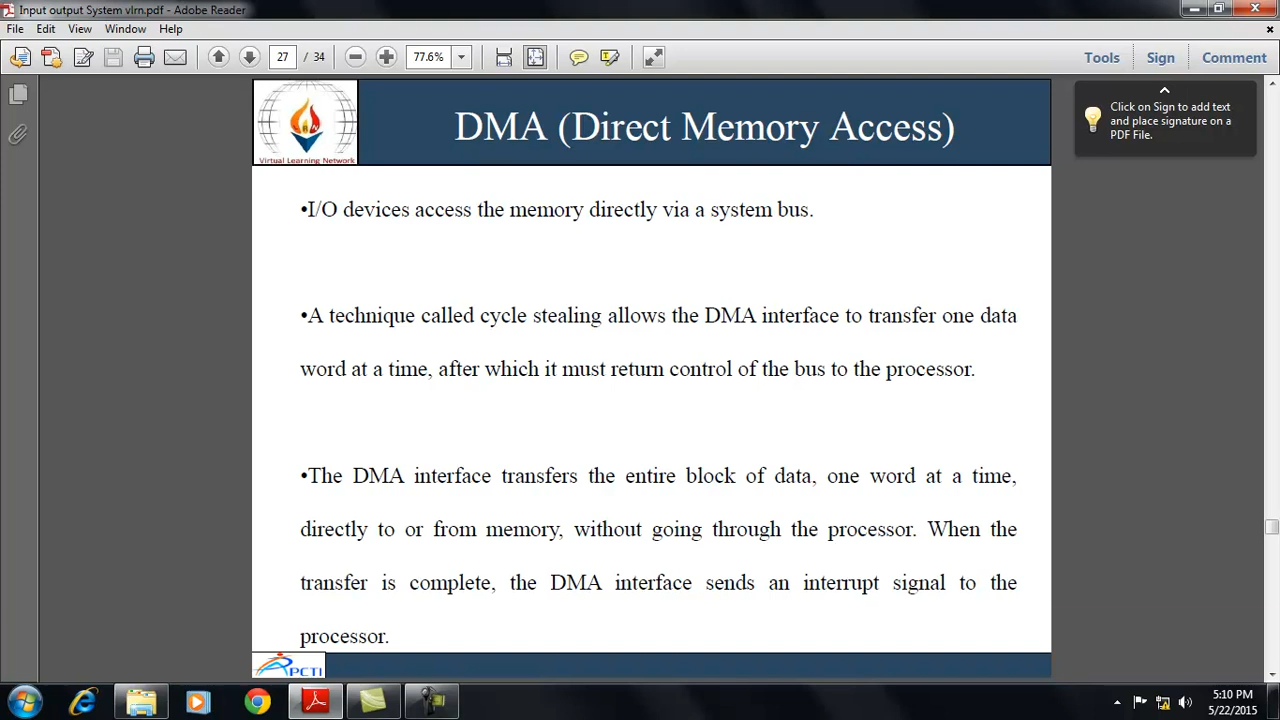 Input output System vlrn.pdf - Adobe Reader
File Edit View Window Help
27 / 34 77.6% Tools Sign Comment
Click on Sign to add text
and place signature on a
PDF File.
Virtual Learning Network
DMA (Direct Memory Access)
•I/O devices access the memory directly via a system bus.
•A technique called cycle stealing allows the DMA interface to transfer one data
word at a time, after which it must return control of the bus to the processor.
•The DMA interface transfers the entire block of data, one word at a time,
directly to or from memory, without going through the processor. When the
transfer is complete, the DMA interface sends an interrupt signal to the
processor.
PCTI
5:10 PM
5/22/2015